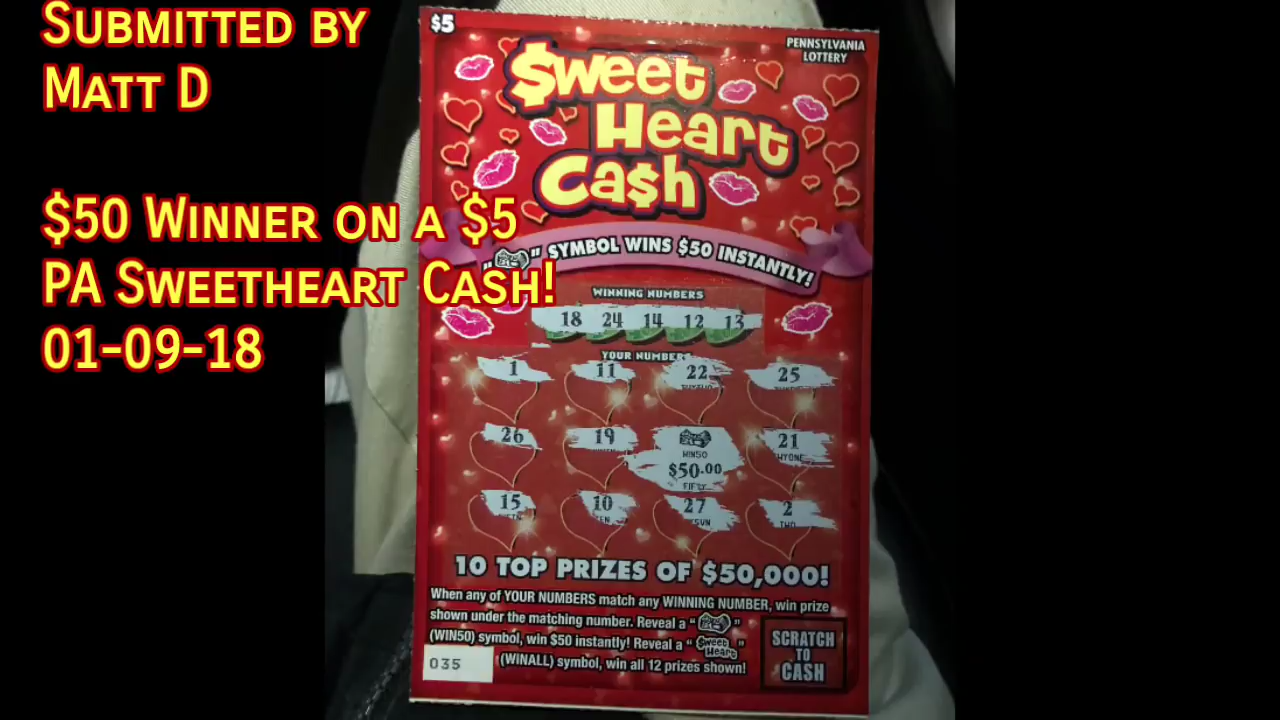 SUBMITTED BY
MATT D
$50 WINNER ON A $5
PA SWEETHEART CASH!
01-09-18
$5
PENNSYLVANIA
LOTTERY
$weet
Heart
Ca$h
" " SYMBOL WINS $50 INSTANTLY!
WINNING NUMBERS
18 24 14 12 13
YOUR NUMBERS
1 11 22 25
26 19 21
WIN50
$50.00
FIFTY
15 10 27 2
TWO
10 TOP PRIZES OF $50,000!
When any of YOUR NUMBERS match any WINNING NUMBER, win prize
shown under the matching number. Reveal a " "
(WIN50) symbol, win $50 instantly! Reveal a " Sweet Heart "
(WINALL) symbol, win all 12 prizes shown!
035
SCRATCH
TO
CASH